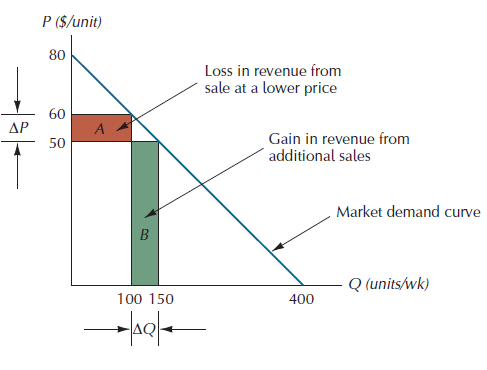 P ($/unit)
80
Loss in revenue from
sale at a lower price
60
ΔP
A
50
Gain in revenue from
additional sales
Market demand curve
B
Q (units/wk)
100 150
400
ΔQ